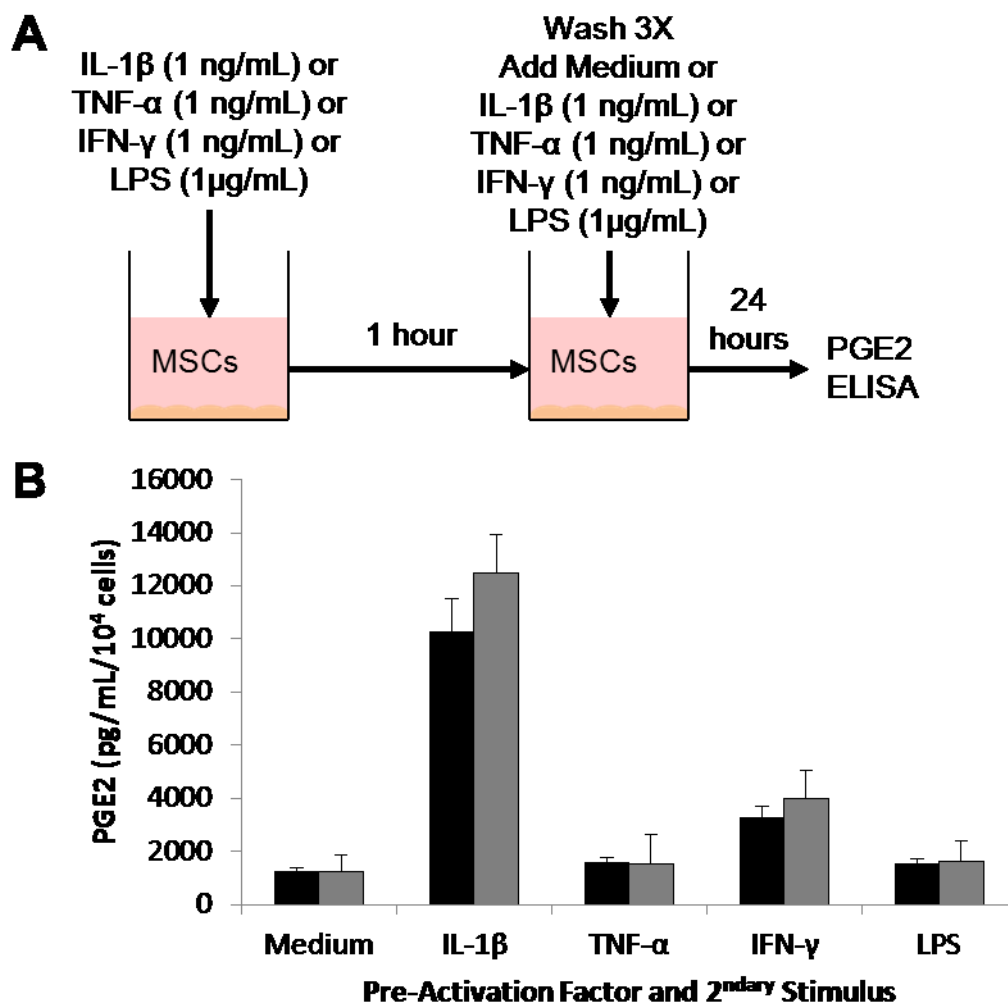 A
IL-1β (1 ng/mL) or
TNF-α (1 ng/mL) or
IFN-γ (1 ng/mL) or
LPS (1µg/mL)
Wash 3X
Add Medium or
IL-1β (1 ng/mL) or
TNF-α (1 ng/mL) or
IFN-γ (1 ng/mL) or
LPS (1µg/mL)
MSCs
1 hour
MSCs
24
hours
PGE2
ELISA
B
PGE2 (pg/mL/10⁴ cells)
16000
14000
12000
10000
8000
6000
4000
2000
0
Medium IL-1β TNF-α IFN-γ LPS
Pre-Activation Factor and 2ⁿᵈᵃʳʸ Stimulus